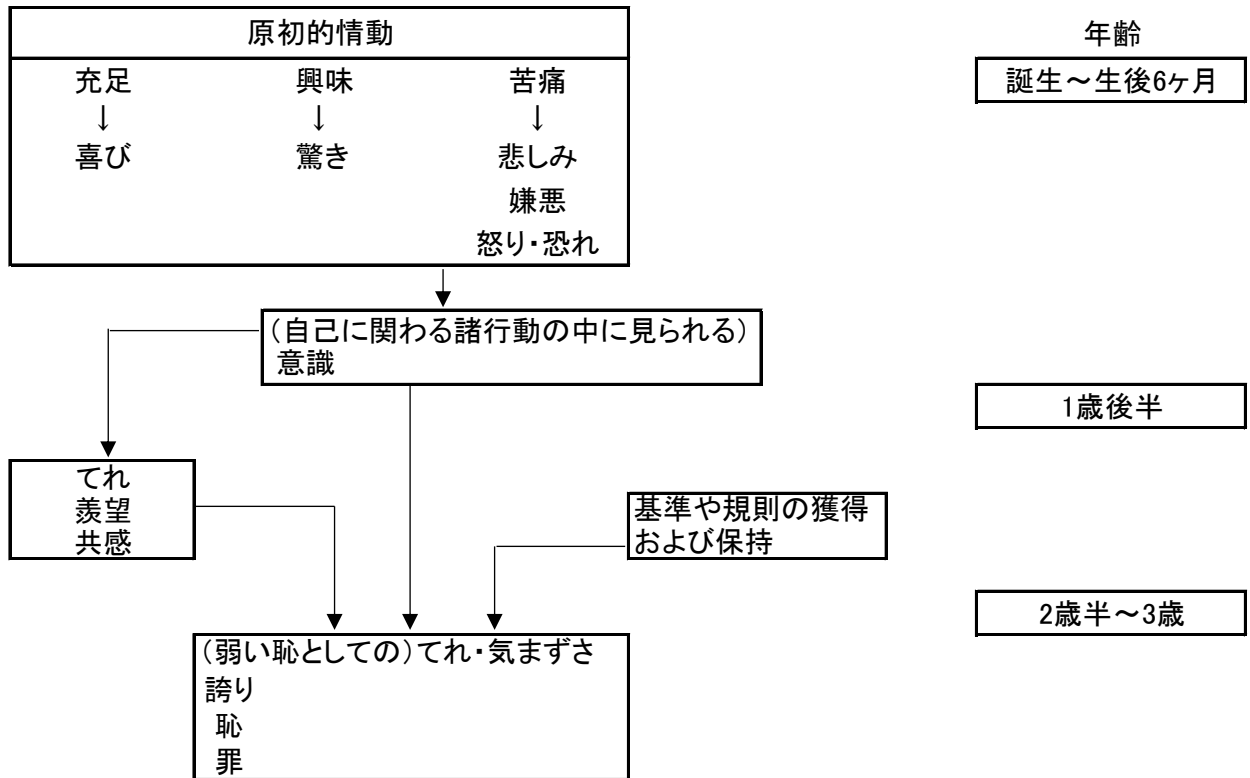 原初的情動
年齢
充足 興味 苦痛
誕生～生後6ヶ月
↓ ↓ ↓
喜び 驚き 悲しみ
嫌悪
怒り・恐れ
（自己に関わる諸行動の中に見られる）
意識
1歳後半
てれ
羨望
共感
基準や規則の獲得
および保持
2歳半～3歳
（弱い恥としての）てれ・気まずさ
誇り
恥
罪